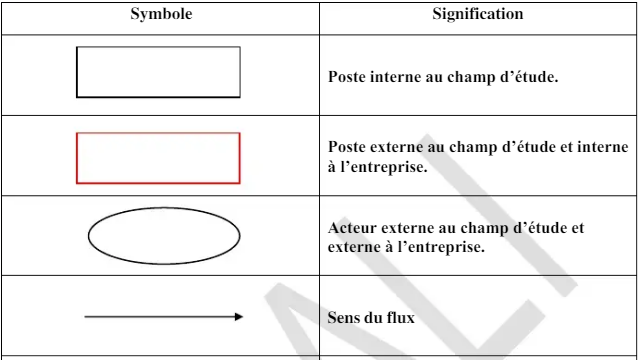 Symbole Signification
Poste interne au champ d’étude.
Poste externe au champ d’étude et interne
à l’entreprise.
Acteur externe au champ d’étude et
externe à l’entreprise.
Sens du flux